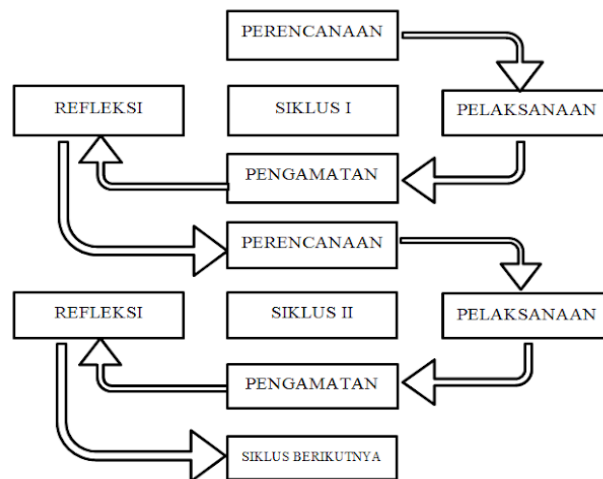 PERENCANAAN
REFLEKSI
SIKLUS I
PELAKSANAAN
PENGAMATAN
PERENCANAAN
REFLEKSI
SIKLUS II
PELAKSANAAN
PENGAMATAN
SIKLUS BERIKUTNYA